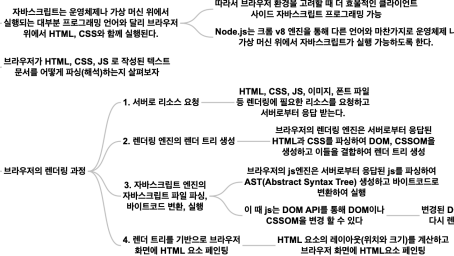 따라서 브라우저 환경을 고려할 때 더 효율적인 클라이언트
사이드 자바스크립트 프로그래밍 가능
자바스크립트는 운영체제나 가상 머신 위에서
실행되는 대부분 프로그래밍 언어와 달리 브라우저
위에서 HTML, CSS와 함께 실행된다.
Node.js는 크롬 v8 엔진을 통해 다른 언어와 마찬가지로 운영체제 나
가상 머신 위에서 자바스크립트가 실행 가능하도록 한다.
브라우저가 HTML, CSS, JS 로 작성된 텍스트
문서를 어떻게 파싱(해석)하는지 살펴보자
브라우저의 렌더링 과정
1. 서버로 리소스 요청
HTML, CSS, JS, 이미지, 폰트 파일
등 렌더링에 필요한 리소스를 요청하고
서버로부터 응답 받는다.
2. 렌더링 엔진의 렌더 트리 생성
브라우저의 렌더링 엔진은 서버로부터 응답된
HTML과 CSS를 파싱하여 DOM, CSSOM을
생성하고 이들을 결합하여 렌더 트리 생성
3. 자바스크립트 엔진의
자바스크립트 파일 파싱,
바이트코드 변환, 실행
브라우저의 js엔진은 서버로부터 응답된 js를 파싱하여
AST(Abstract Syntax Tree) 생성하고 바이트코드로
변환하여 실행
이 때 js는 DOM API를 통해 DOM이나
CSSOM을 변경 할 수 있다
변경된 D
다시 렌
4. 렌더 트리를 기반으로 브라우저
화면에 HTML 요소 페인팅
HTML 요소의 레이아웃(위치와 크기)를 계산하고
브라우저 화면에 HTML요소 페인팅